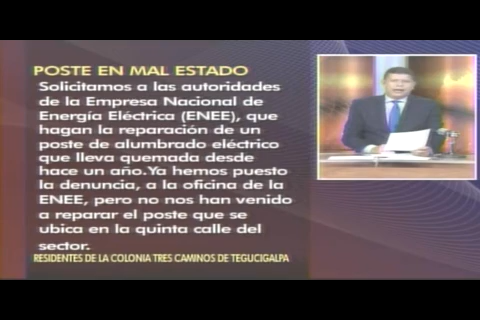 POSTE EN MAL ESTADO
Solicitamos a las autoridades
de la Empresa Nacional de
Energía Eléctrica (ENEE), que
hagan la reparación de un
poste de alumbrado eléctrico
que lleva quemada desde
hace un año.Ya hemos puesto
la denuncia, a la oficina de la
ENEE, pero no nos han venido
a reparar el poste que se
ubica en la quinta calle del
sector.
RESIDENTES DE LA COLONIA TRES CAMINOS DE TEGUCIGALPA